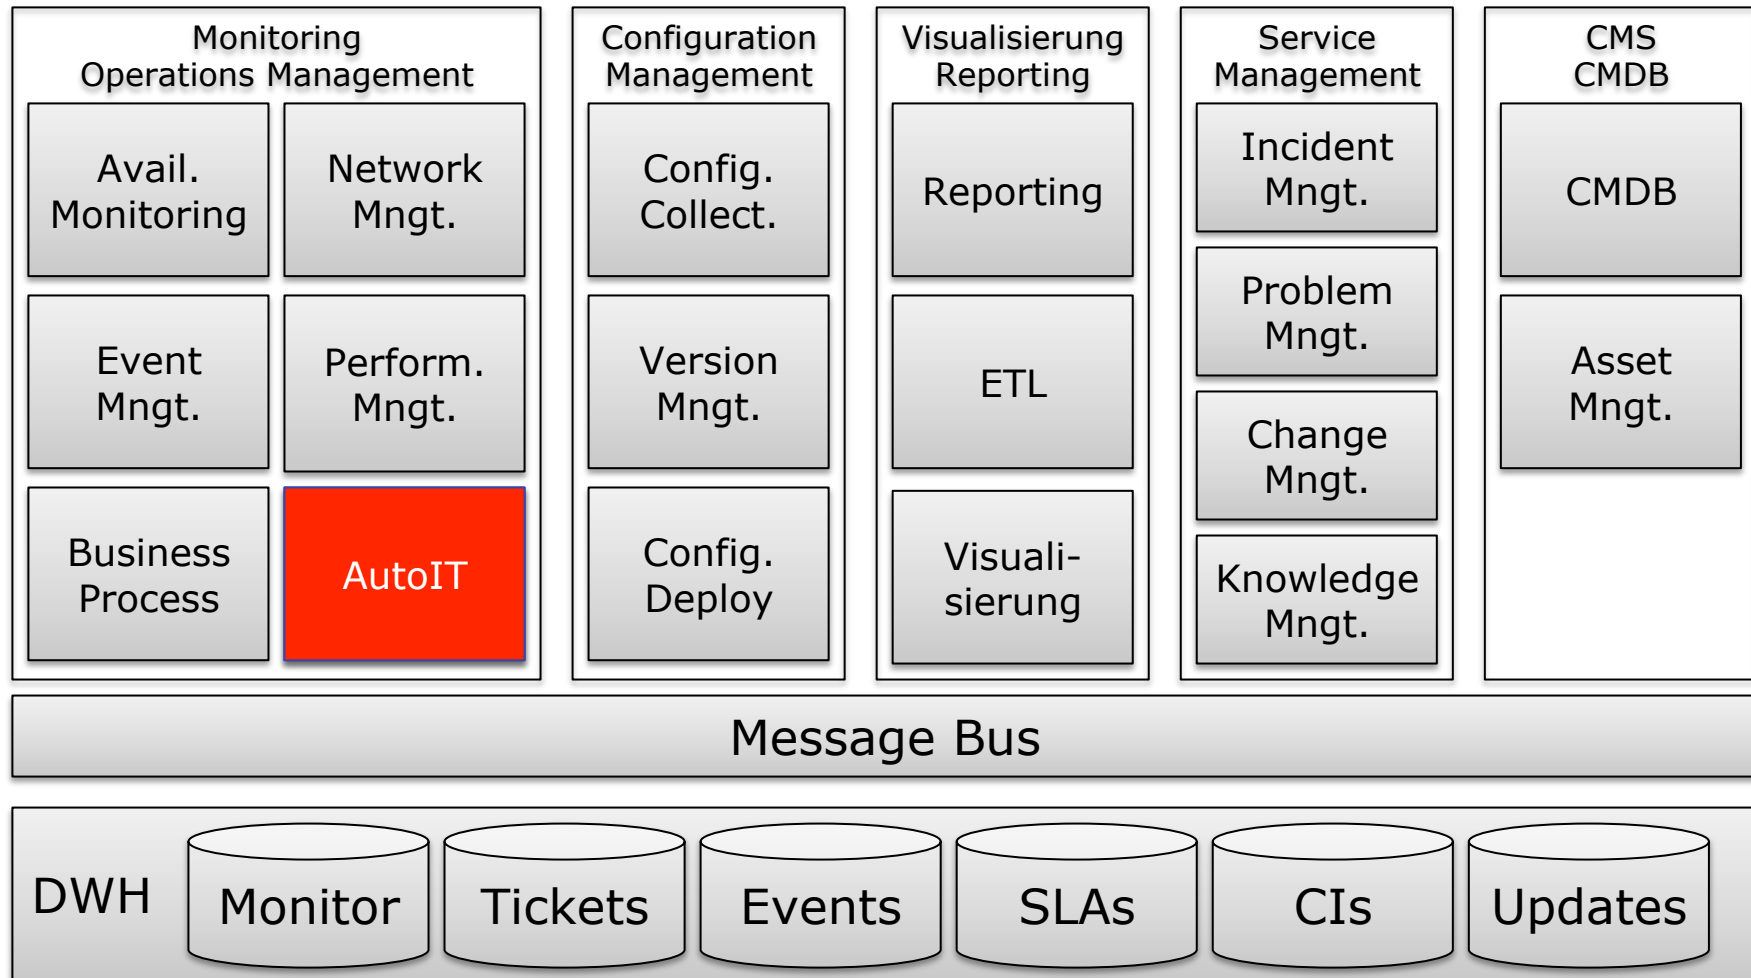 Monitoring
Operations Management
Avail.
Monitoring
Network
Mngt.
Event
Mngt.
Perform.
Mngt.
Business
Process
AutoIT
Configuration
Management
Config.
Collect.
Version
Mngt.
Config.
Deploy
Visualisierung
Reporting
Reporting
ETL
Visuali-
sierung
Service
Management
Incident
Mngt.
Problem
Mngt.
Change
Mngt.
Knowledge
Mngt.
CMS
CMDB
CMDB
Asset
Mngt.
Message Bus
DWH
Monitor
Tickets
Events
SLAs
CIs
Updates